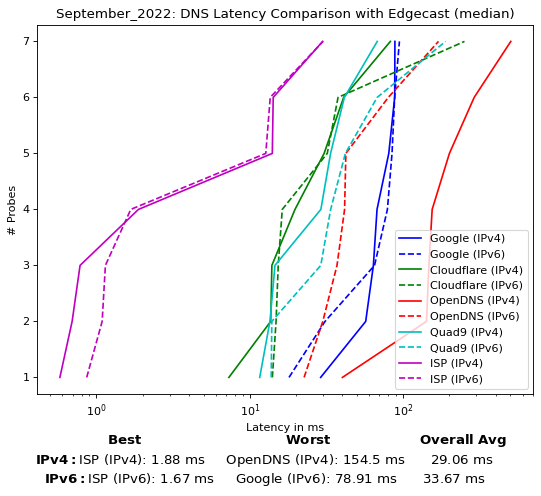 September_2022: DNS Latency Comparison with Edgecast (median)
7
6
5
4
3
2
1
# Probes
Google (IPv4)
Google (IPv6)
Cloudflare (IPv4)
Cloudflare (IPv6)
OpenDNS (IPv4)
OpenDNS (IPv6)
Quad9 (IPv4)
Quad9 (IPv6)
ISP (IPv4)
ISP (IPv6)
10⁰ 10¹ 10²
Latency in ms
Best Worst Overall Avg
IPv4: ISP (IPv4): 1.88 ms OpenDNS (IPv4): 154.5 ms 29.06 ms
IPv6: ISP (IPv6): 1.67 ms Google (IPv6): 78.91 ms 33.67 ms